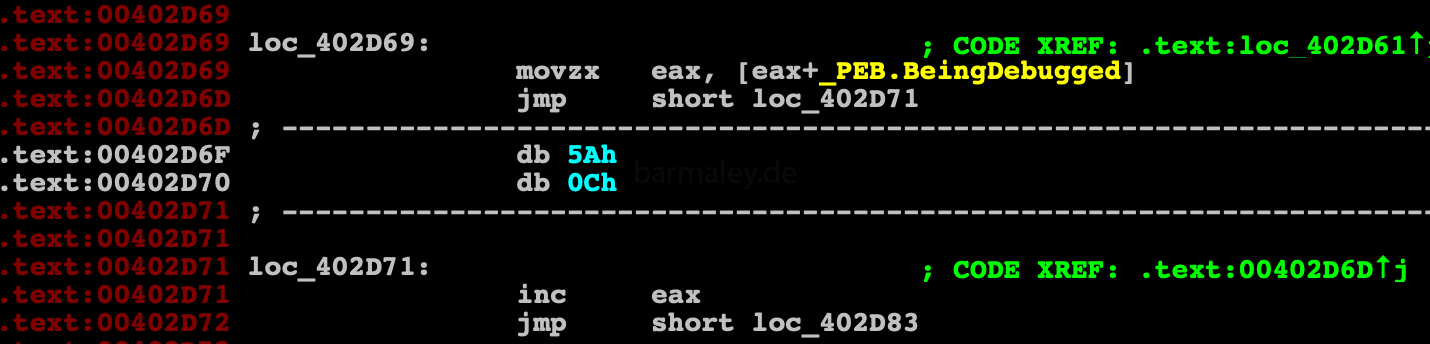 .text:00402D69
.text:00402D69 loc_402D69: ; CODE XREF: .text:loc_402D61↑j
.text:00402D69 movzx eax, [eax+_PEB.BeingDebugged]
.text:00402D6D jmp short loc_402D71
.text:00402D6D ; ---------------------------------------------------------------------------
.text:00402D6F db 5Ah
.text:00402D70 db 0Ch
barmaley.de
.text:00402D71 ; ---------------------------------------------------------------------------
.text:00402D71
.text:00402D71 loc_402D71: ; CODE XREF: .text:00402D6D↑j
.text:00402D71 inc eax
.text:00402D72 jmp short loc_402D83